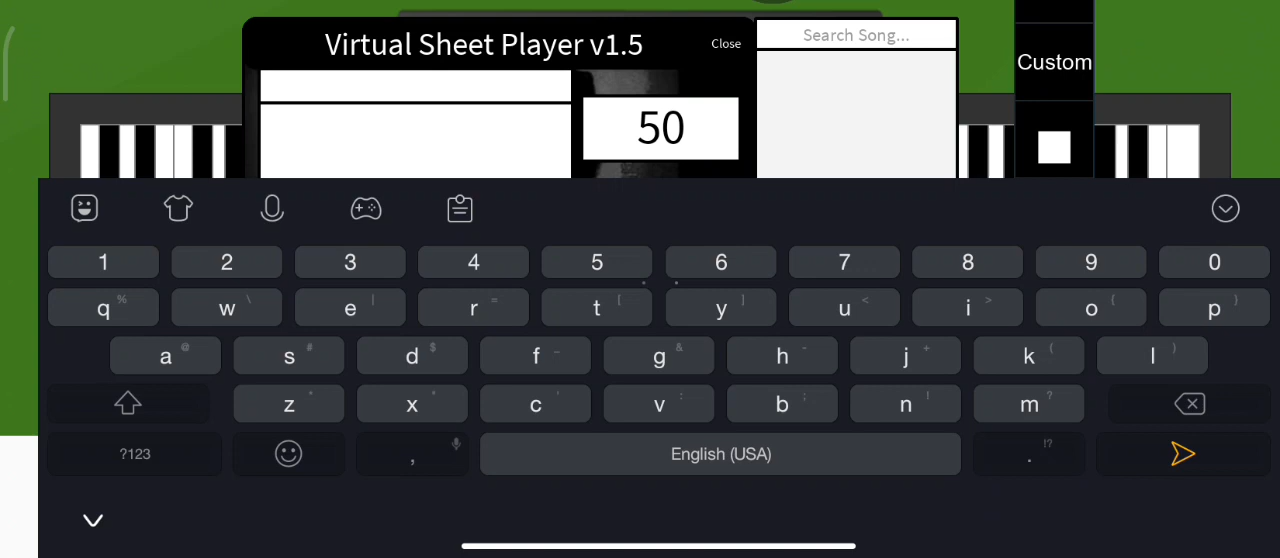 Virtual Sheet Player v1.5
Close
Search Song...
Custom
50
1 2 3 4 5 6 7 8 9 0
q % w \ e | r = t [ y ] u < i > o ( p )
a @ s # d $ f _ g & h - j + k ( l )
z * x " c ' v : b ; n ! m ?
?123 , English (USA) . !?